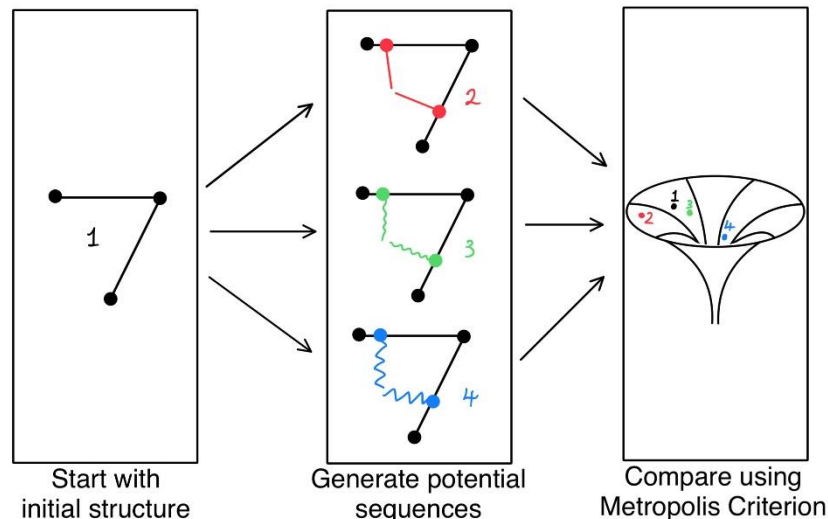 1
2
3
4
1
2
3
4
Start with
initial structure
Generate potential
sequences
Compare using
Metropolis Criterion